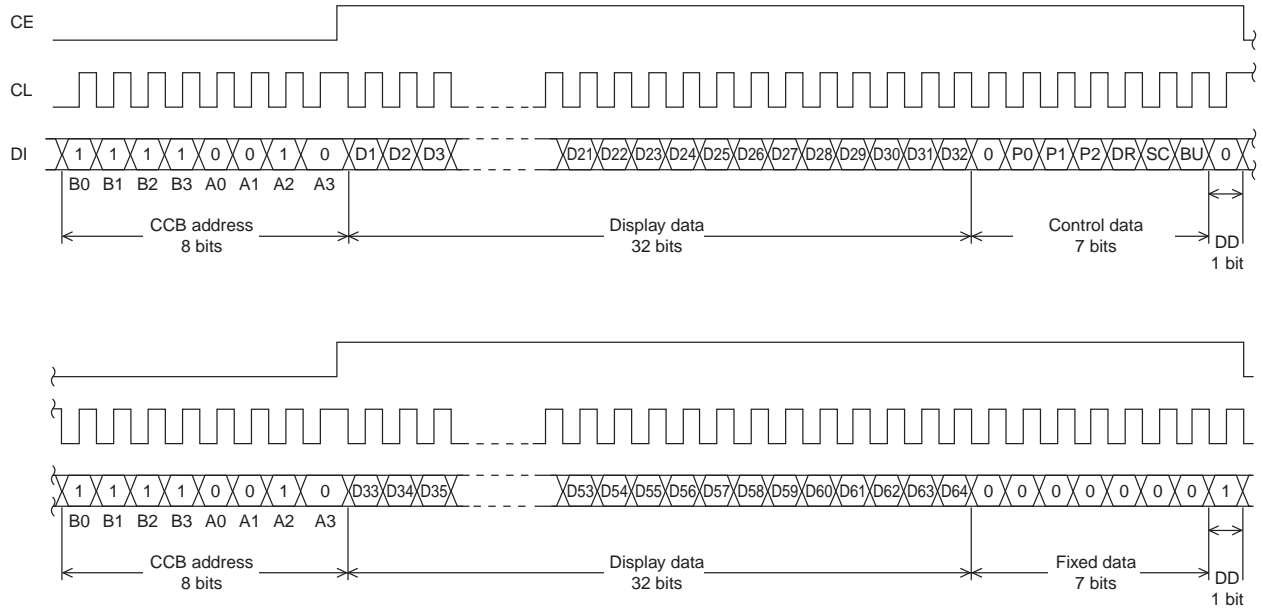 CE
CL
DI 1 1 1 1 0 0 1 0 D1 D2 D3 D21 D22 D23 D24 D25 D26 D27 D28 D29 D30 D31 D32 0 P0 P1 P2 DR SC BU 0
B0 B1 B2 B3 A0 A1 A2 A3
CCB address Display data Control data
8 bits 32 bits 7 bits DD
1 bit
1 1 1 1 0 0 1 0 D33 D34 D35 D53 D54 D55 D56 D57 D58 D59 D60 D61 D62 D63 D64 0 0 0 0 0 0 0 1
B0 B1 B2 B3 A0 A1 A2 A3
CCB address Display data Fixed data
8 bits 32 bits 7 bits DD
1 bit